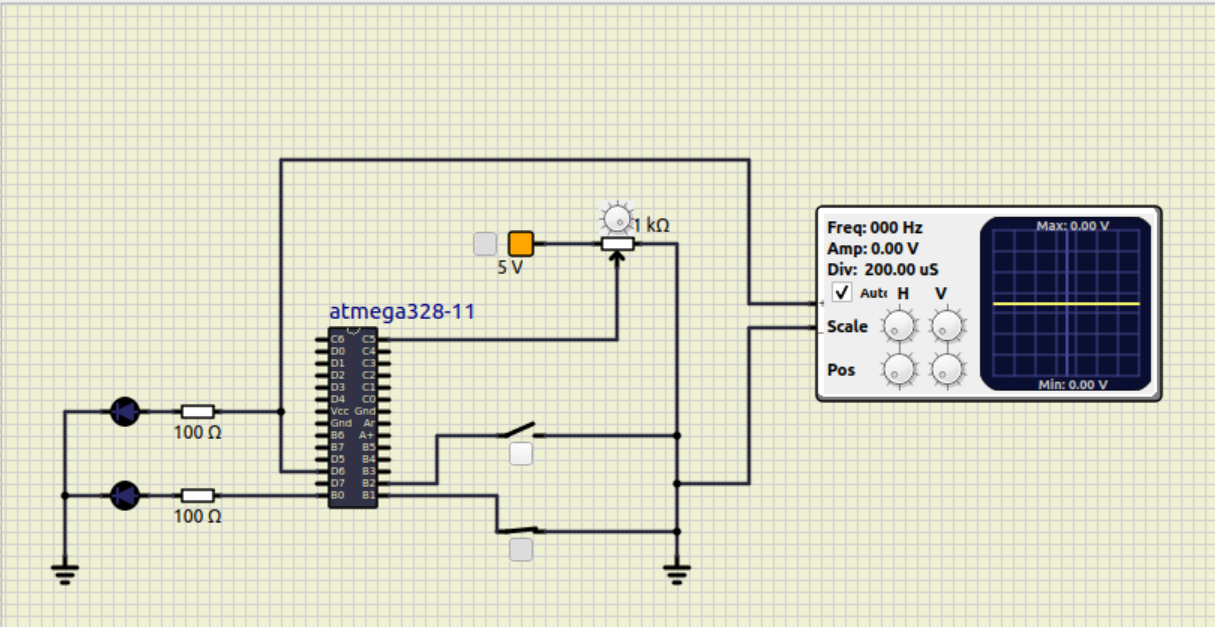 1 kΩ
5 V
Freq: 000 Hz
Amp: 0.00 V
Div: 200.00 uS
Auto H V
Scale
Pos
+
-
Max: 0.00 V
Min: 0.00 V
atmega328-11
C6 C5
D0 C4
D1 C3
D2 C2
D3 C1
D4 C0
Vcc Gnd
Gnd Ar
B6 A+
B7 B5
D5 B4
D6 B3
D7 B2
B0 B1
100 Ω
100 Ω